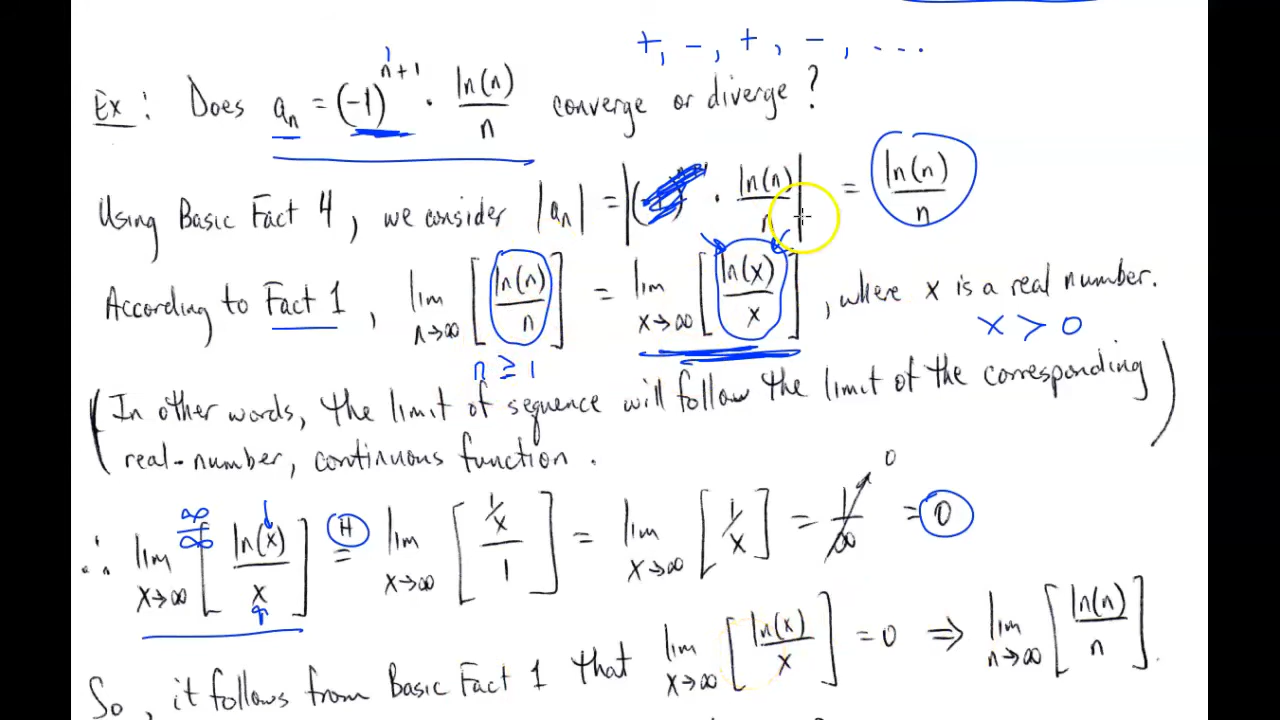 +, -, +, -, ...
Ex: Does aₙ = (-1)ⁿ⁺¹ · ln(n)/n converge or diverge?
Using Basic Fact 4, we consider |aₙ| = | · ln(n)/n| = ln(n)/n
According to Fact 1, lim n→∞ [ln(n)/n] = lim x→∞ [ln(x)/x], where x is a real number.
n ≥ 1 x > 0
(In other words, the limit of sequence will follow the limit of the corresponding
real-number, continuous function.)
∴ lim x→∞ [ln(x)/x] ∞/∞ H= lim x→∞ [1/x / 1] = lim x→∞ [1/x] = 1/∞ 0 = 0
So, it follows from Basic Fact 1 that lim x→∞ [ln(x)/x] = 0 ⇒ lim n→∞ [ln(n)/n]